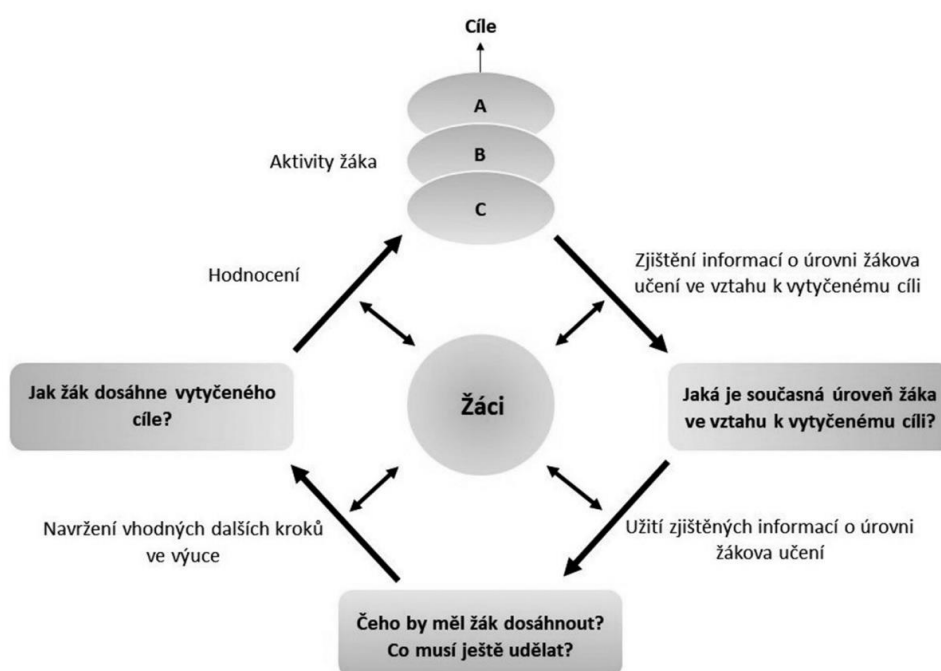 Cíle
A
Aktivity žáka
B
C
Hodnocení
Zjištění informací o úrovni žákova
učení ve vztahu k vytyčenému cíli
Jak žák dosáhne vytyčeného
cíle?
Žáci
Jaká je současná úroveň žáka
ve vztahu k vytyčenému cíli?
Navržení vhodných dalších kroků
ve výuce
Užití zjištěných informací o úrovni
žákova učení
Čeho by měl žák dosáhnout?
Co musí ještě udělat?